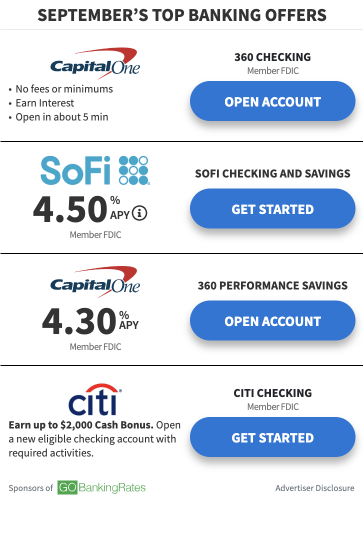 SEPTEMBER'S TOP BANKING OFFERS
Capital One
• No fees or minimums
• Earn Interest
• Open in about 5 min
360 CHECKING
Member FDIC
OPEN ACCOUNT
SoFi
4.50% APY i
Member FDIC
SOFI CHECKING AND SAVINGS
GET STARTED
Capital One
4.30% APY
Member FDIC
360 PERFORMANCE SAVINGS
OPEN ACCOUNT
citi
Earn up to $2,000 Cash Bonus. Open
a new eligible checking account with
required activities.
CITI CHECKING
Member FDIC
GET STARTED
Sponsors of GOBankingRates
Advertiser Disclosure